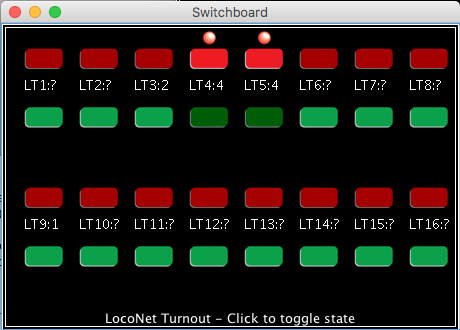 Switchboard
LT1:? LT2:? LT3:2 LT4:4 LT5:4 LT6:? LT7:? LT8:?
LT9:1 LT10:? LT11:? LT12:? LT13:? LT14:? LT15:? LT16:?
LocoNet Turnout - Click to toggle state